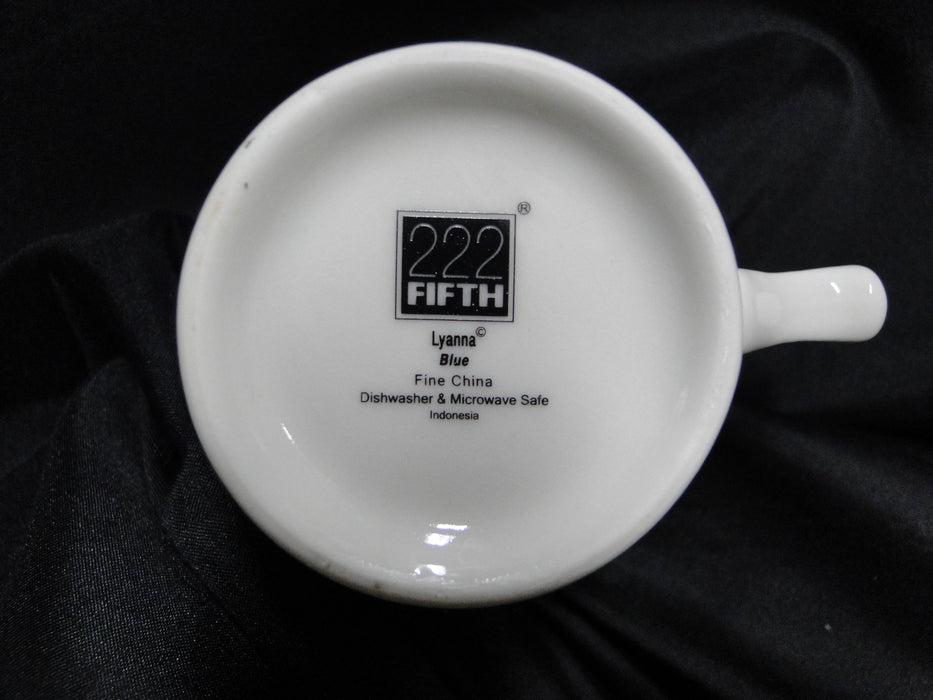 222
FIFTH®
Lyanna©
Blue
Fine China
Dishwasher & Microwave Safe
Indonesia